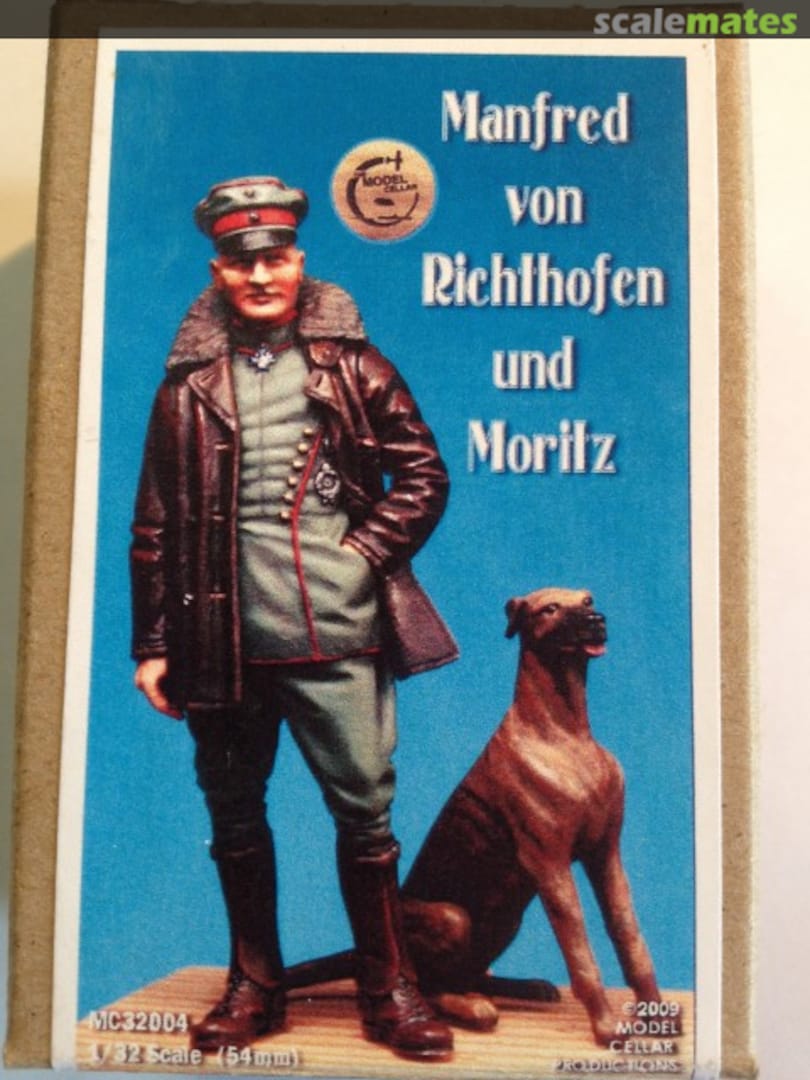 scalemates
Manfred
von
Richthofen
und
Moritz
MODEL
CELLAR
MC32004
1/32 Scale (54mm)
©2009
MODEL
CELLAR
PRODUCTIONS